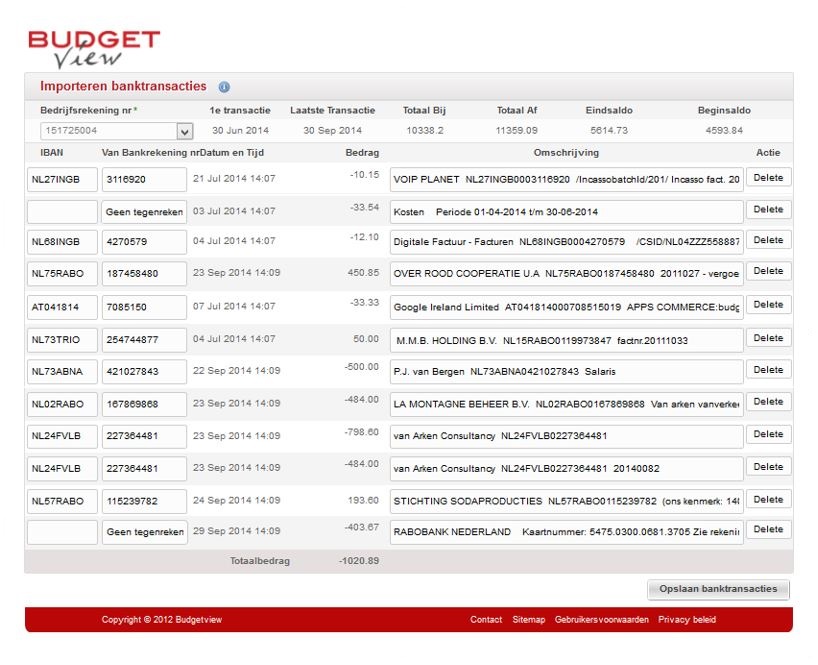 BUDGET
View
Importeren banktransacties
Bedrijfsrekening nr* 1e transactie Laatste Transactie Totaal Bij Totaal Af Eindsaldo Beginsaldo
151725004 30 Jun 2014 30 Sep 2014 10338.2 11359.09 5614.73 4593.84
IBAN Van Bankrekening nr Datum en Tijd Bedrag Omschrijving Actie
NL27INGB 3116920 21 Jul 2014 14:07 -10.15 VOIP PLANET NL27INGB0003116920 /IncassobatchId/201/ Incasso fact. 20 Delete
Geen tegenreken 03 Jul 2014 14:07 -33.54 Kosten Periode 01-04-2014 t/m 30-06-2014 Delete
NL68INGB 4270579 04 Jul 2014 14:07 -12.10 Digitale Factuur - Facturen NL68INGB0004270579 /CSID/NL04ZZZ558887 Delete
NL75RABO 187458480 23 Sep 2014 14:09 450.85 OVER ROOD COOPERATIE U.A NL75RABO0187458480 2011027 - vergoe Delete
AT041814 7085150 07 Jul 2014 14:07 -33.33 Google Ireland Limited AT041814000708515019 APPS COMMERCE:budg Delete
NL73TRIO 254744877 04 Jul 2014 14:07 50.00 M.M.B. HOLDING B.V. NL15RABO0119973847 factnr.20111033 Delete
NL73ABNA 421027843 22 Sep 2014 14:09 -500.00 P.J. van Bergen NL73ABNA0421027843 Salaris Delete
NL02RABO 167869868 23 Sep 2014 14:09 -484.00 LA MONTAGNE BEHEER B.V. NL02RABO0167869868 Van arken vanverkee Delete
NL24FVLB 227364481 23 Sep 2014 14:09 -798.60 van Arken Consultancy NL24FVLB0227364481 Delete
NL24FVLB 227364481 23 Sep 2014 14:09 -484.00 van Arken Consultancy NL24FVLB0227364481 20140082 Delete
NL57RABO 115239782 24 Sep 2014 14:09 193.60 STICHTING SODAPRODUCTIES NL57RABO0115239782 (ons kenmerk: 140 Delete
Geen tegenreken 29 Sep 2014 14:09 -403.67 RABOBANK NEDERLAND Kaartnummer: 5475.0300.0681.3705 Zie rekenin Delete
Totaalbedrag -1020.89
Opslaan banktransacties
Copyright © 2012 Budgetview Contact Sitemap Gebruikersvoorwaarden Privacy beleid